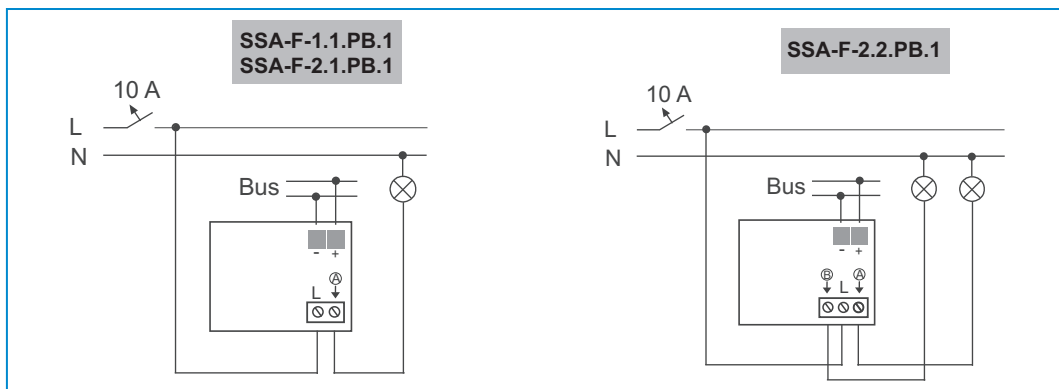 SSA-F-1.1.PB.1
SSA-F-2.1.PB.1
10 A
L
N
Bus
- +
A
L
SSA-F-2.2.PB.1
10 A
L
N
Bus
- +
B A
L